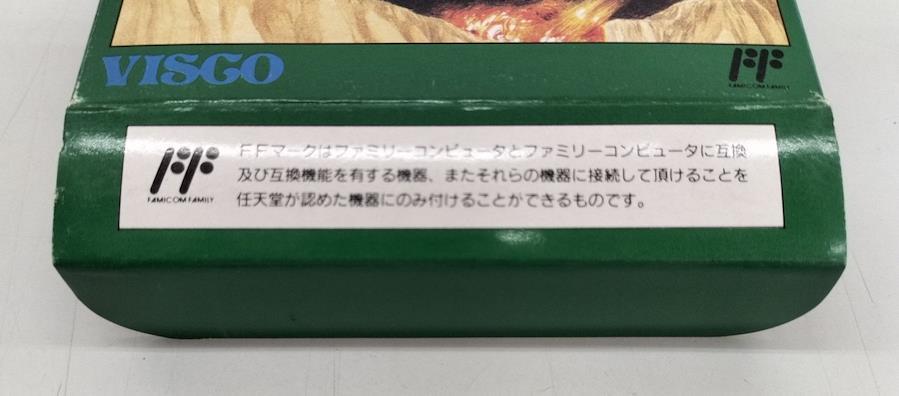 VISCO
FF
FAMICOM FAMILY
FF
FAMICOM FAMILY
FFマークはファミリーコンピュータとファミリーコンピュータに互換
及び互換機能を有する機器、またそれらの機器に接続して頂けることを
任天堂が認めた機器にのみ付けることができるものです。